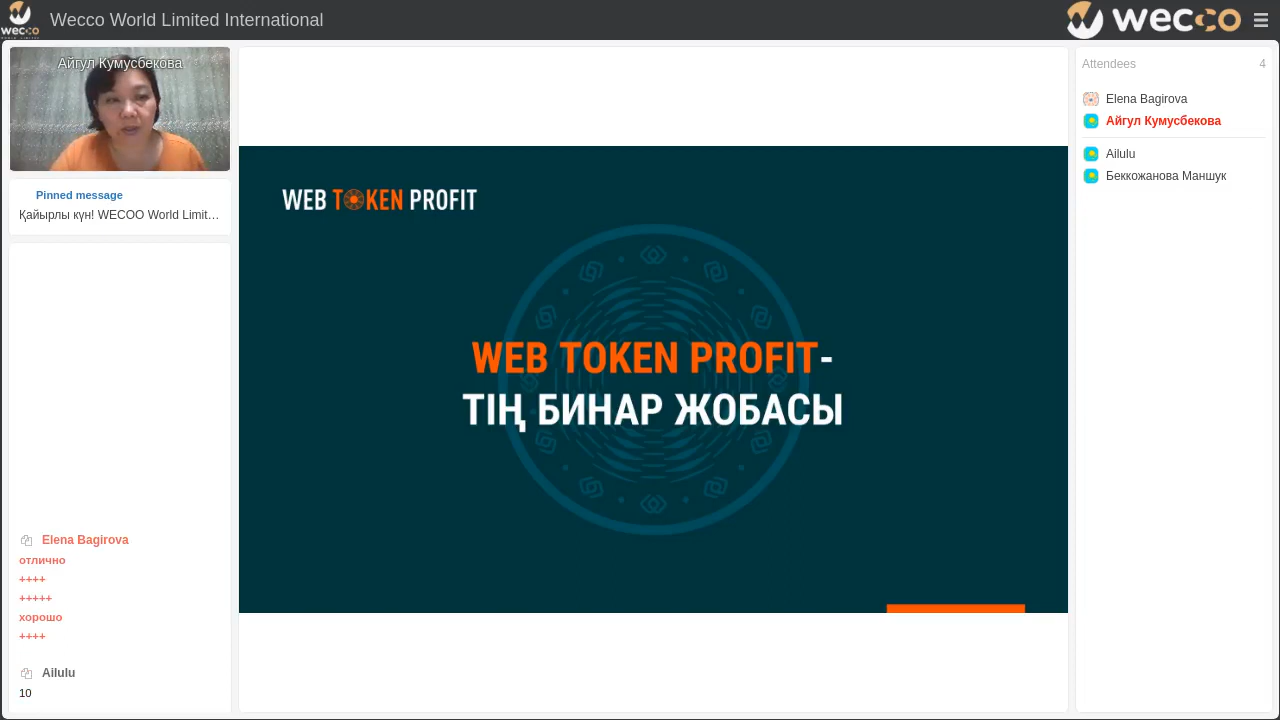 wecco
Wecco World Limited International
wecco
Айгул Кумусбекова
Pinned message
Қайырлы күн! WECOO World Limit…
Elena Bagirova
отлично
++++
+++++
хорошо
++++
Ailulu
10
WEB TOKEN PROFIT
WEB TOKEN PROFIT-
ТІҢ БИНАР ЖОБАСЫ
Attendees 4
Elena Bagirova
Айгул Кумусбекова
Ailulu
Беккожанова Маншук